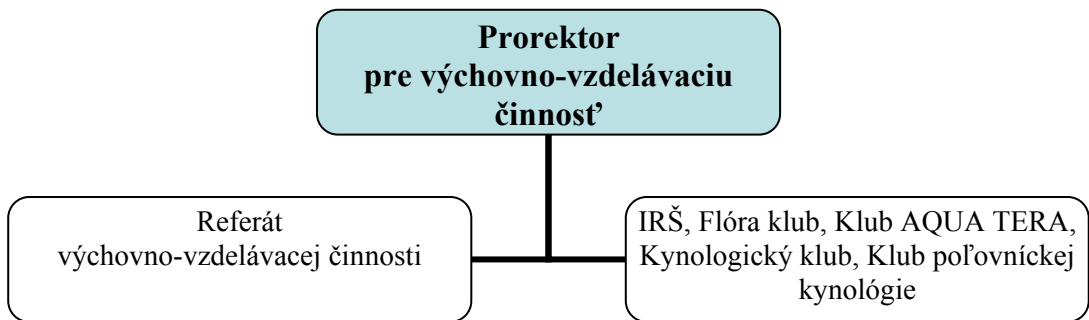 Prorektor
pre výchovno-vzdelávaciu
činnosť
Referát
výchovno-vzdelávacej činnosti
IRŠ, Flóra klub, Klub AQUA TERA,
Kynologický klub, Klub poľovníckej
kynológie